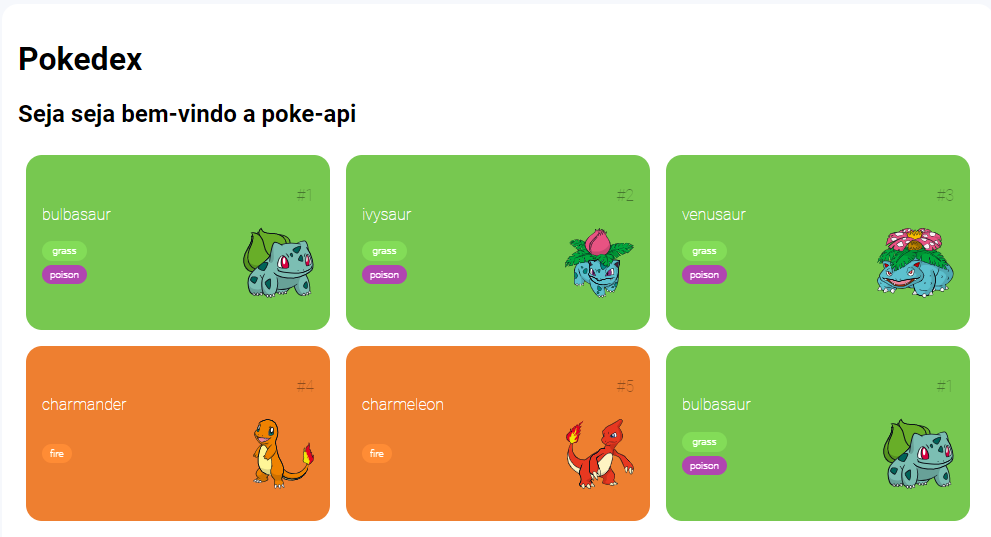 Pokedex
Seja seja bem-vindo a poke-api
#1
bulbasaur
grass
poison
#2
ivysaur
grass
poison
#3
venusaur
grass
poison
#4
charmander
fire
#5
charmeleon
fire
#1
bulbasaur
grass
poison